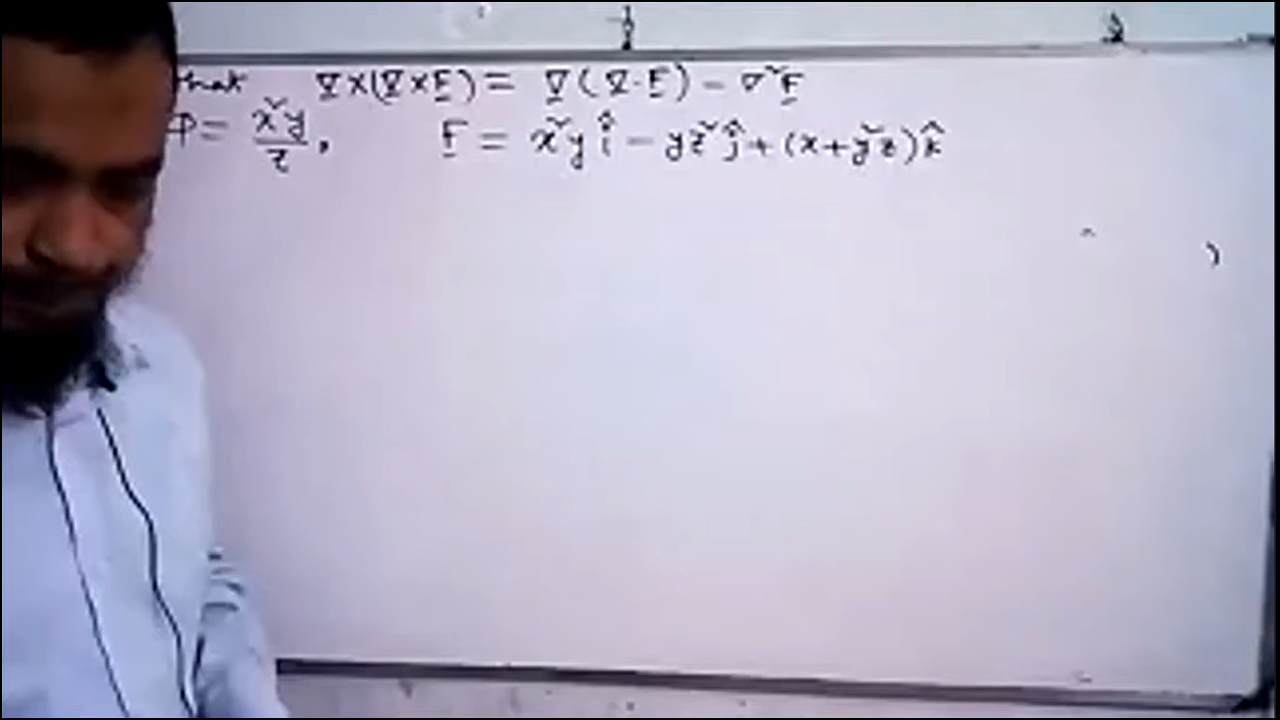 that ∇×(∇×F) = ∇(∇·F) − ∇²F
φ = x²y/z, F = x²y î − yz² ĵ + (x+y²z) k̂